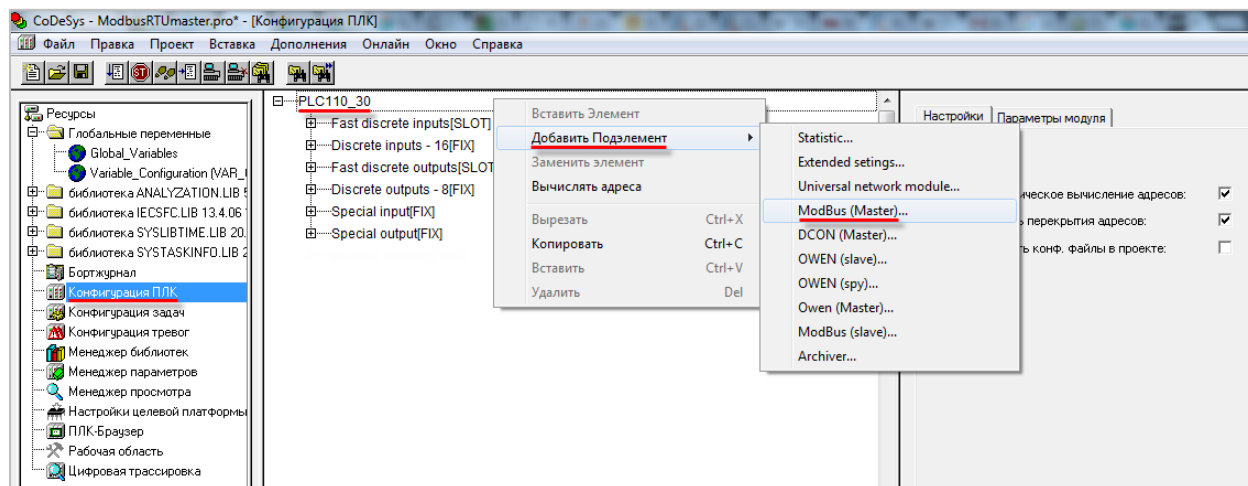 CoDeSys - ModbusRTUmaster.pro* - [Конфигурация ПЛК]
Файл Правка Проект Вставка Дополнения Онлайн Окно Справка
Ресурсы
Глобальные переменные
Global_Variables
Variable_Configuration (VAR_
библиотека ANALYZATION.LIB 5
библиотека IECSFC.LIB 13.4.06
библиотека SYSLIBTIME.LIB 20.
библиотека SYSTASKINFO.LIB 2
Бортжурнал
Конфигурация ПЛК
Конфигурация задач
Конфигурация тревог
Менеджер библиотек
Менеджер параметров
Менеджер просмотра
Настройки целевой платформы
ПЛК-Браузер
Рабочая область
Цифровая трассировка
PLC110_30
Fast discrete inputs[SLOT]
Discrete inputs - 16[FIX]
Fast discrete outputs[SLOT
Discrete outputs - 8[FIX]
Special input[FIX]
Special output[FIX]
Вставить Элемент
Добавить Подэлемент
Заменить элемент
Вычислять адреса
Вырезать Ctrl+X
Копировать Ctrl+C
Вставить Ctrl+V
Удалить Del
Statistic...
Extended setings...
Universal network module...
ModBus (Master)...
DCON (Master)...
OWEN (slave)...
OWEN (spy)...
Owen (Master)...
ModBus (slave)...
Archiver...
Настройки Параметры модуля
ическое вычисление адресов:
ь перекрытия адресов:
ть конф. файлы в проекте: